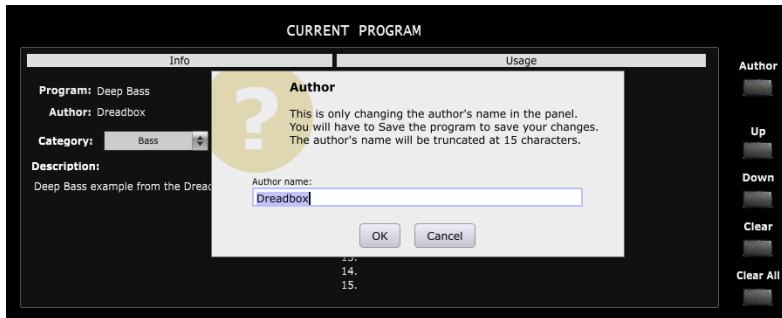 CURRENT PROGRAM
Info
Usage
Program: Deep Bass
Author: Dreadbox
Category: Bass
Description:
Deep Bass example from the Dread
?
Author
This is only changing the author's name in the panel.
You will have to Save the program to save your changes.
The author's name will be truncated at 15 characters.
Author name:
Dreadbox
OK
Cancel
14.
15.
Author
Up
Down
Clear
Clear All